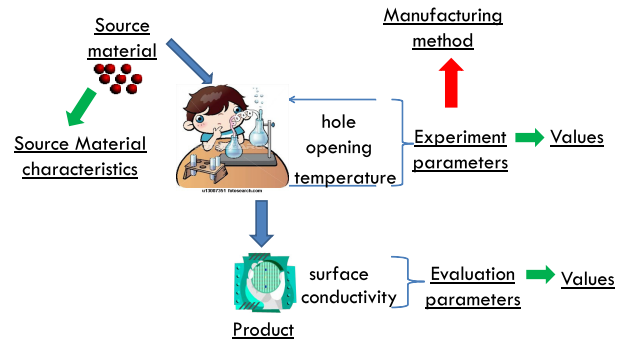 Source
material
Manufacturing
method
Source Material
characteristics
hole
opening
temperature
Experiment
parameters
Values
surface
conductivity
Evaluation
parameters
Values
Product